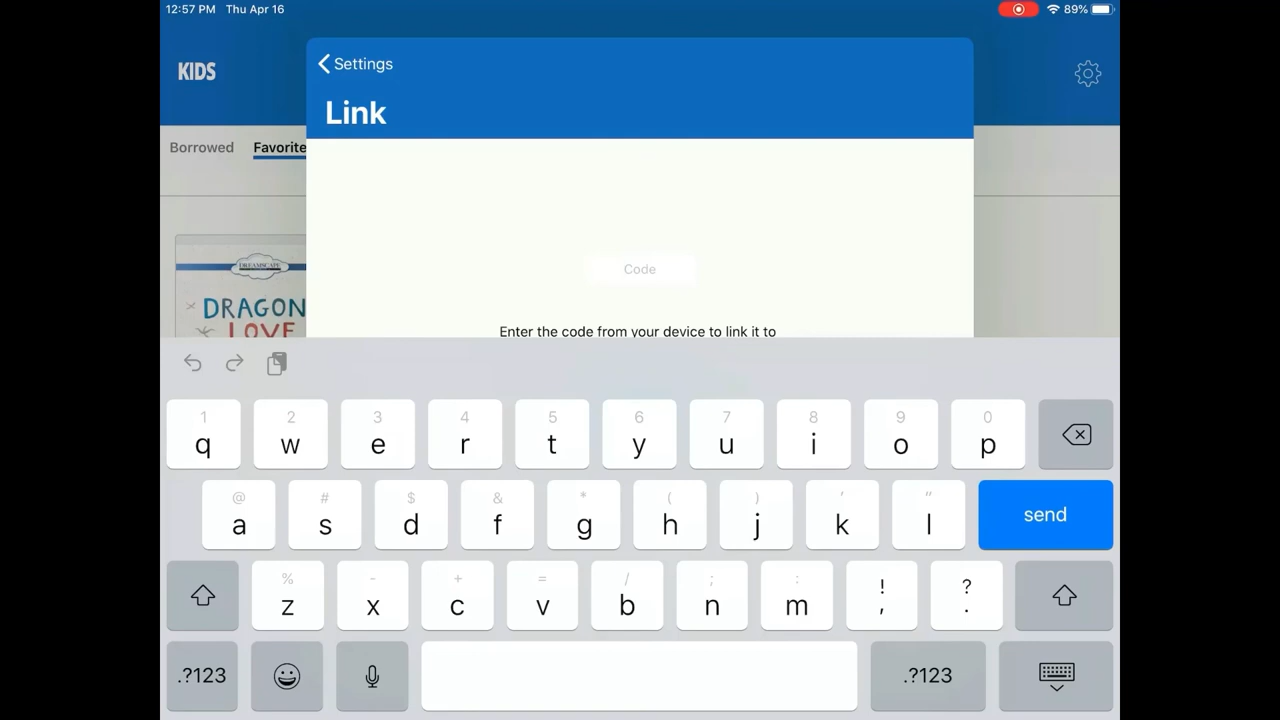 12:57 PM Thu Apr 16
89%
KIDS
Settings
Link
Borrowed Favorite
DREAMSCAPE
DRAGON
LOVE
Code
Enter the code from your device to link it to
1 2 3 4 5 6 7 8 9 0
q w e r t y u i o p
@ # $ & * ( ) ' "
a s d f g h j k l send
% - + = / ; : ! ?
z x c v b n m , .
.?123 .?123